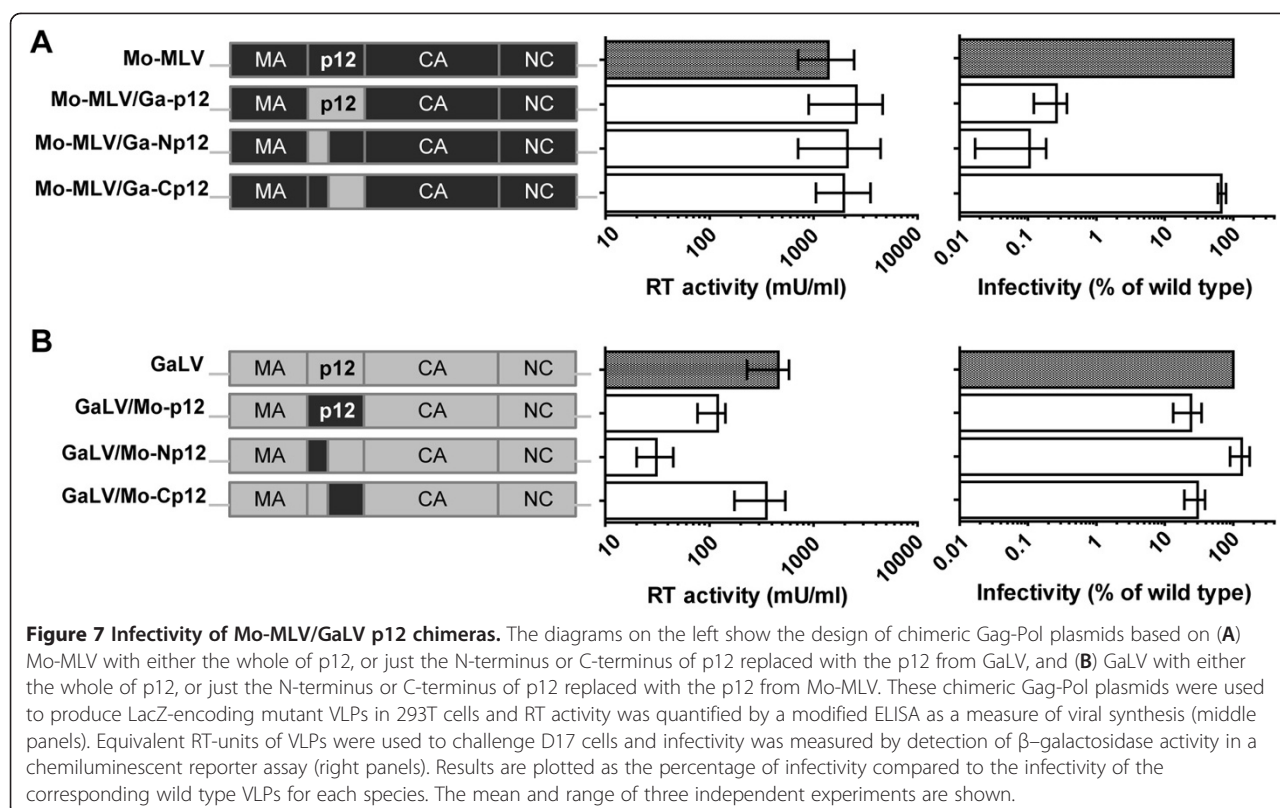 A
Mo-MLV MA p12 CA NC
Mo-MLV/Ga-p12 MA p12 CA NC
Mo-MLV/Ga-Np12 MA CA NC
Mo-MLV/Ga-Cp12 MA CA NC
10 100 1000 10000
RT activity (mU/ml)
0.01 0.1 1 10 100
Infectivity (% of wild type)
B
GaLV MA p12 CA NC
GaLV/Mo-p12 MA p12 CA NC
GaLV/Mo-Np12 MA CA NC
GaLV/Mo-Cp12 MA CA NC
10 100 1000 10000
RT activity (mU/ml)
0.01 0.1 1 10 100
Infectivity (% of wild type)
Figure 7 Infectivity of Mo-MLV/GaLV p12 chimeras. The diagrams on the left show the design of chimeric Gag-Pol plasmids based on (A)
Mo-MLV with either the whole of p12, or just the N-terminus or C-terminus of p12 replaced with the p12 from GaLV, and (B) GaLV with either
the whole of p12, or just the N-terminus or C-terminus of p12 replaced with the p12 from Mo-MLV. These chimeric Gag-Pol plasmids were used
to produce LacZ-encoding mutant VLPs in 293T cells and RT activity was quantified by a modified ELISA as a measure of viral synthesis (middle
panels). Equivalent RT-units of VLPs were used to challenge D17 cells and infectivity was measured by detection of β–galactosidase activity in a
chemiluminescent reporter assay (right panels). Results are plotted as the percentage of infectivity compared to the infectivity of the
corresponding wild type VLPs for each species. The mean and range of three independent experiments are shown.